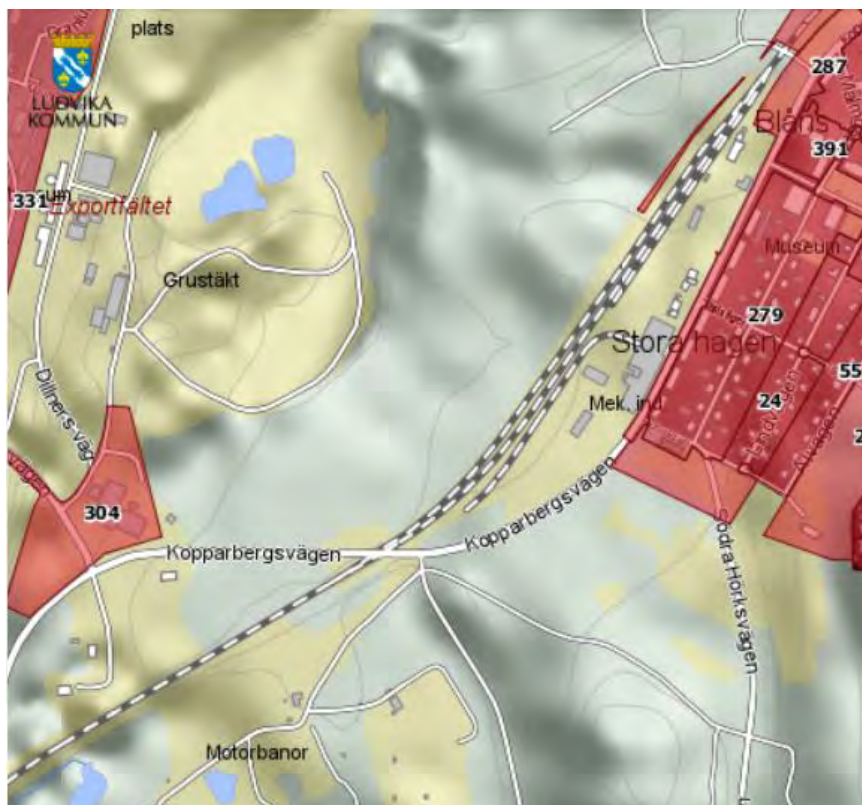 plats
LUDVIKA
KOMMUN
287
Blåns
391
331
Exportfältet
Museum
Grustäkt
279
Stora hagen
55
Dillners väg
24
Mek. ind
304
Kopparbergsvägen
Kopparbergsvägen
Södra Hörksvägen
Motorbanor